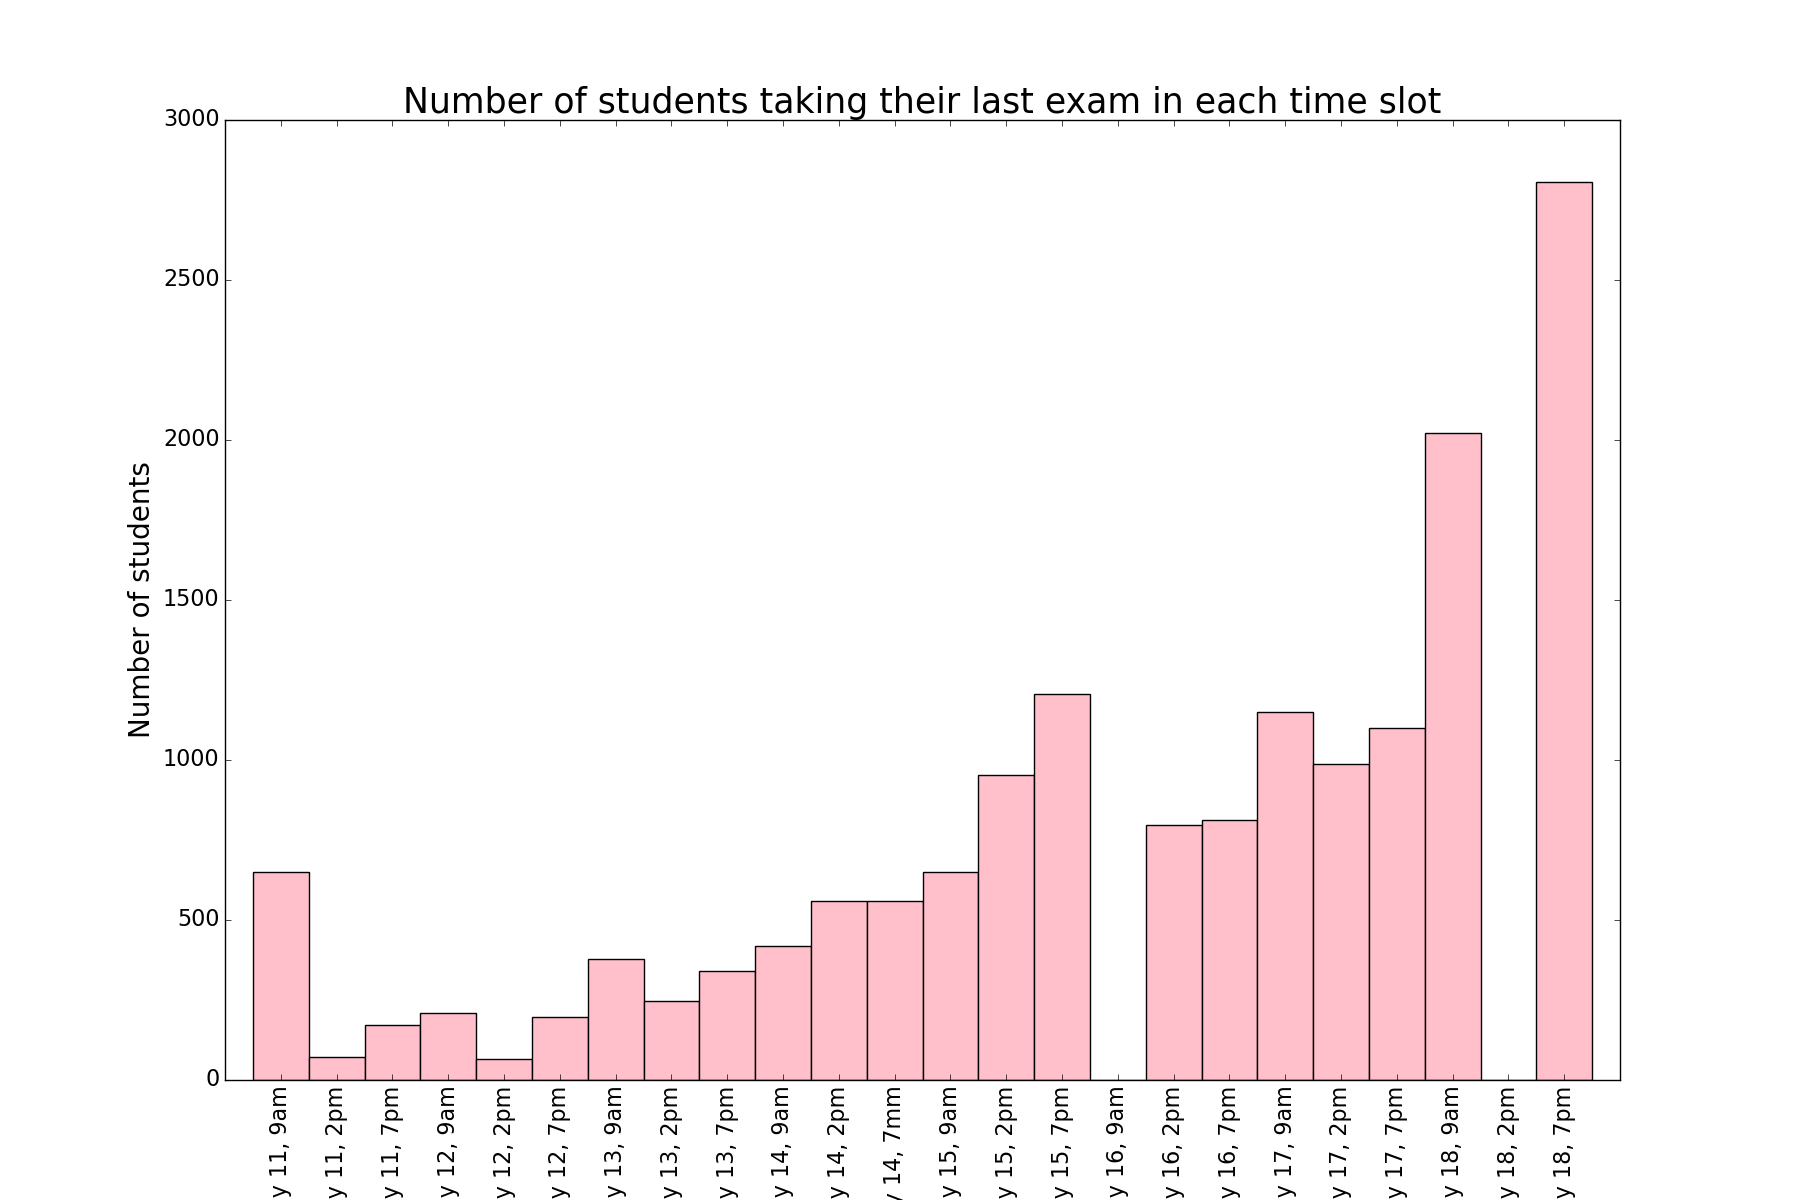 Number of students taking their last exam in each time slot
3000
2500
2000
1500
1000
500
0
Number of students
y 11, 9am
y 11, 2pm
y 11, 7pm
y 12, 9am
y 12, 2pm
y 12, 7pm
y 13, 9am
y 13, 2pm
y 13, 7pm
y 14, 9am
y 14, 2pm
y 14, 7mm
y 15, 9am
y 15, 2pm
y 15, 7pm
y 16, 9am
y 16, 2pm
y 16, 7pm
y 17, 9am
y 17, 2pm
y 17, 7pm
y 18, 9am
y 18, 2pm
y 18, 7pm